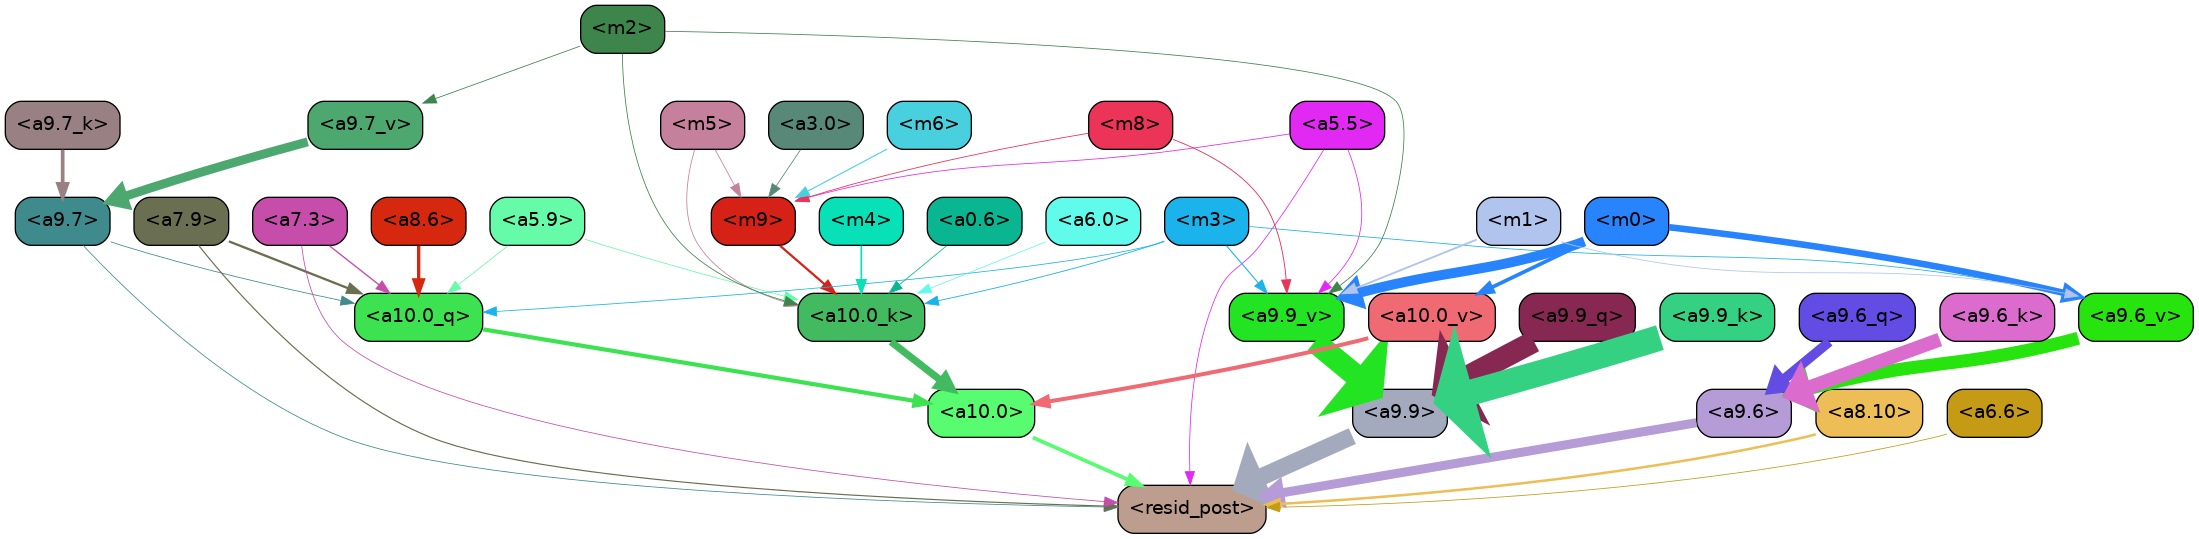 <m2>
<a9.7_k> <a9.7_v> <m5> <a3.0> <m6> <m8> <a5.5>
<a9.7> <a7.9> <a7.3> <a8.6> <a5.9> <m9> <m4> <a0.6> <a6.0> <m3> <m1> <m0>
<a10.0_q> <a10.0_k> <a9.9_v> <a10.0_v> <a9.9_q> <a9.9_k> <a9.6_q> <a9.6_k> <a9.6_v>
<a10.0> <a9.9> <a9.6> <a8.10> <a6.6>
<resid_post>